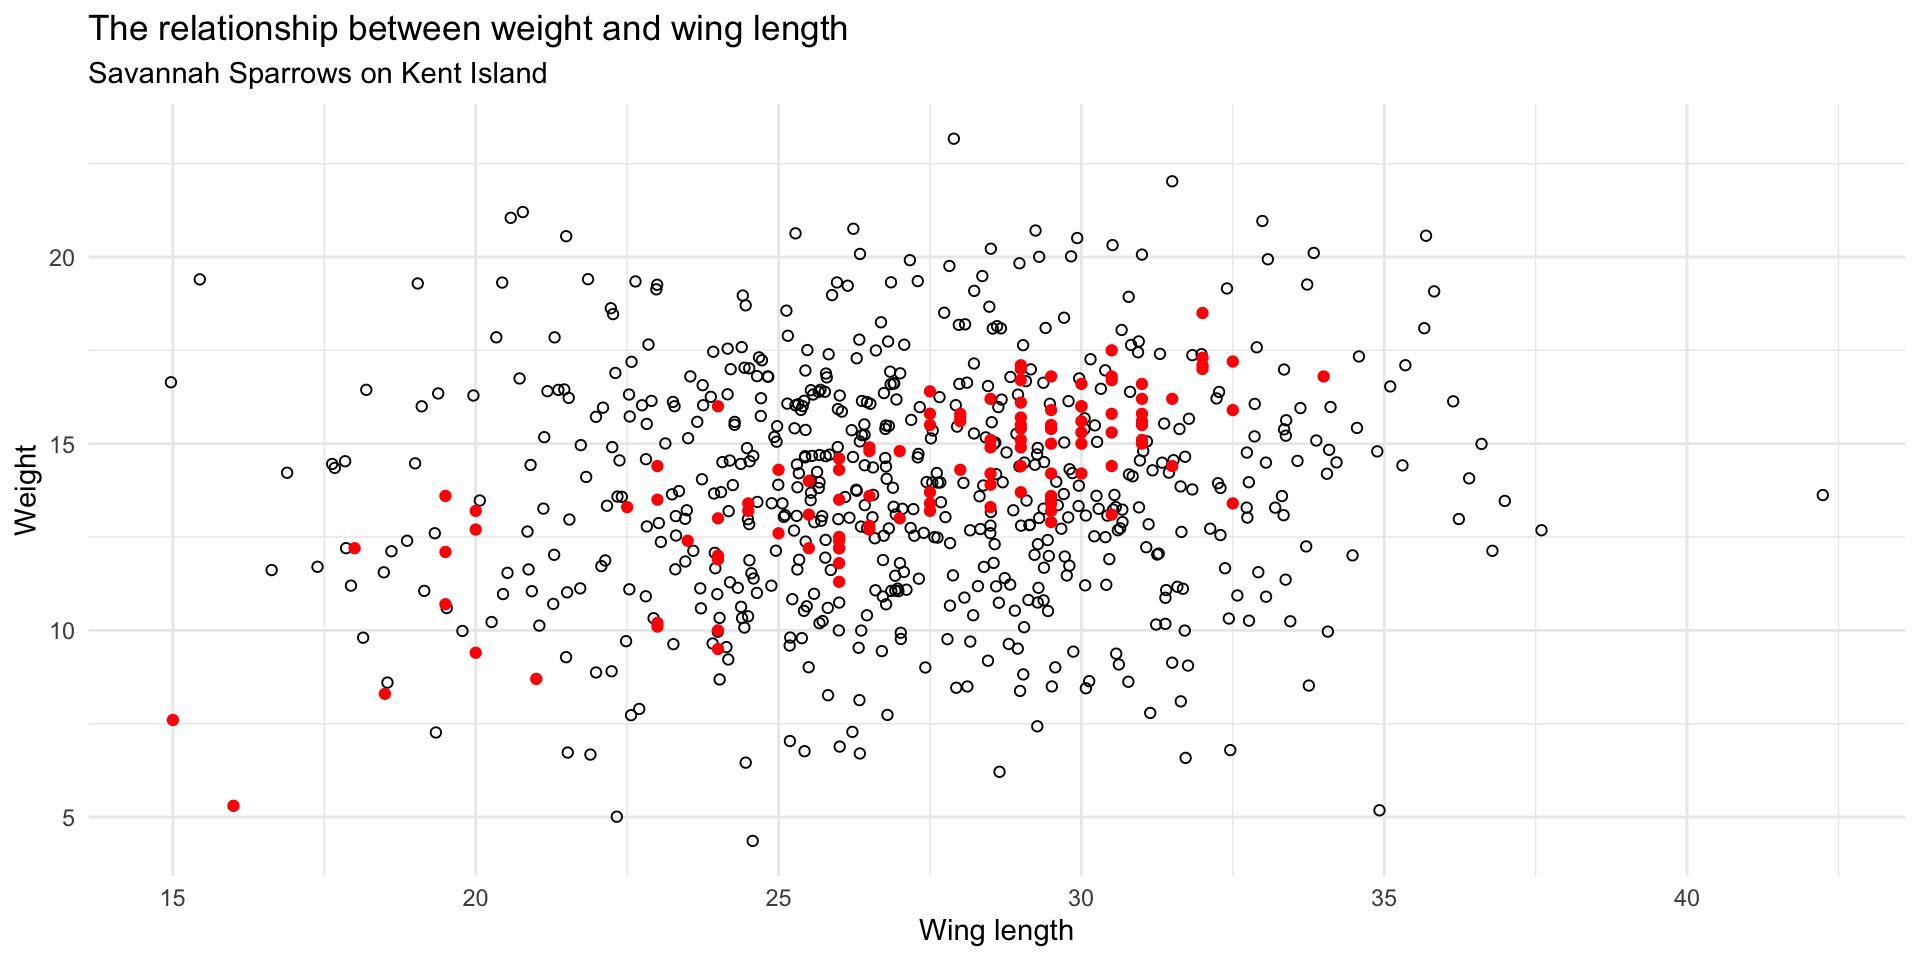 The relationship between weight and wing length
Savannah Sparrows on Kent Island
Weight
20
15
10
5
15 20 25 30 35 40
Wing length